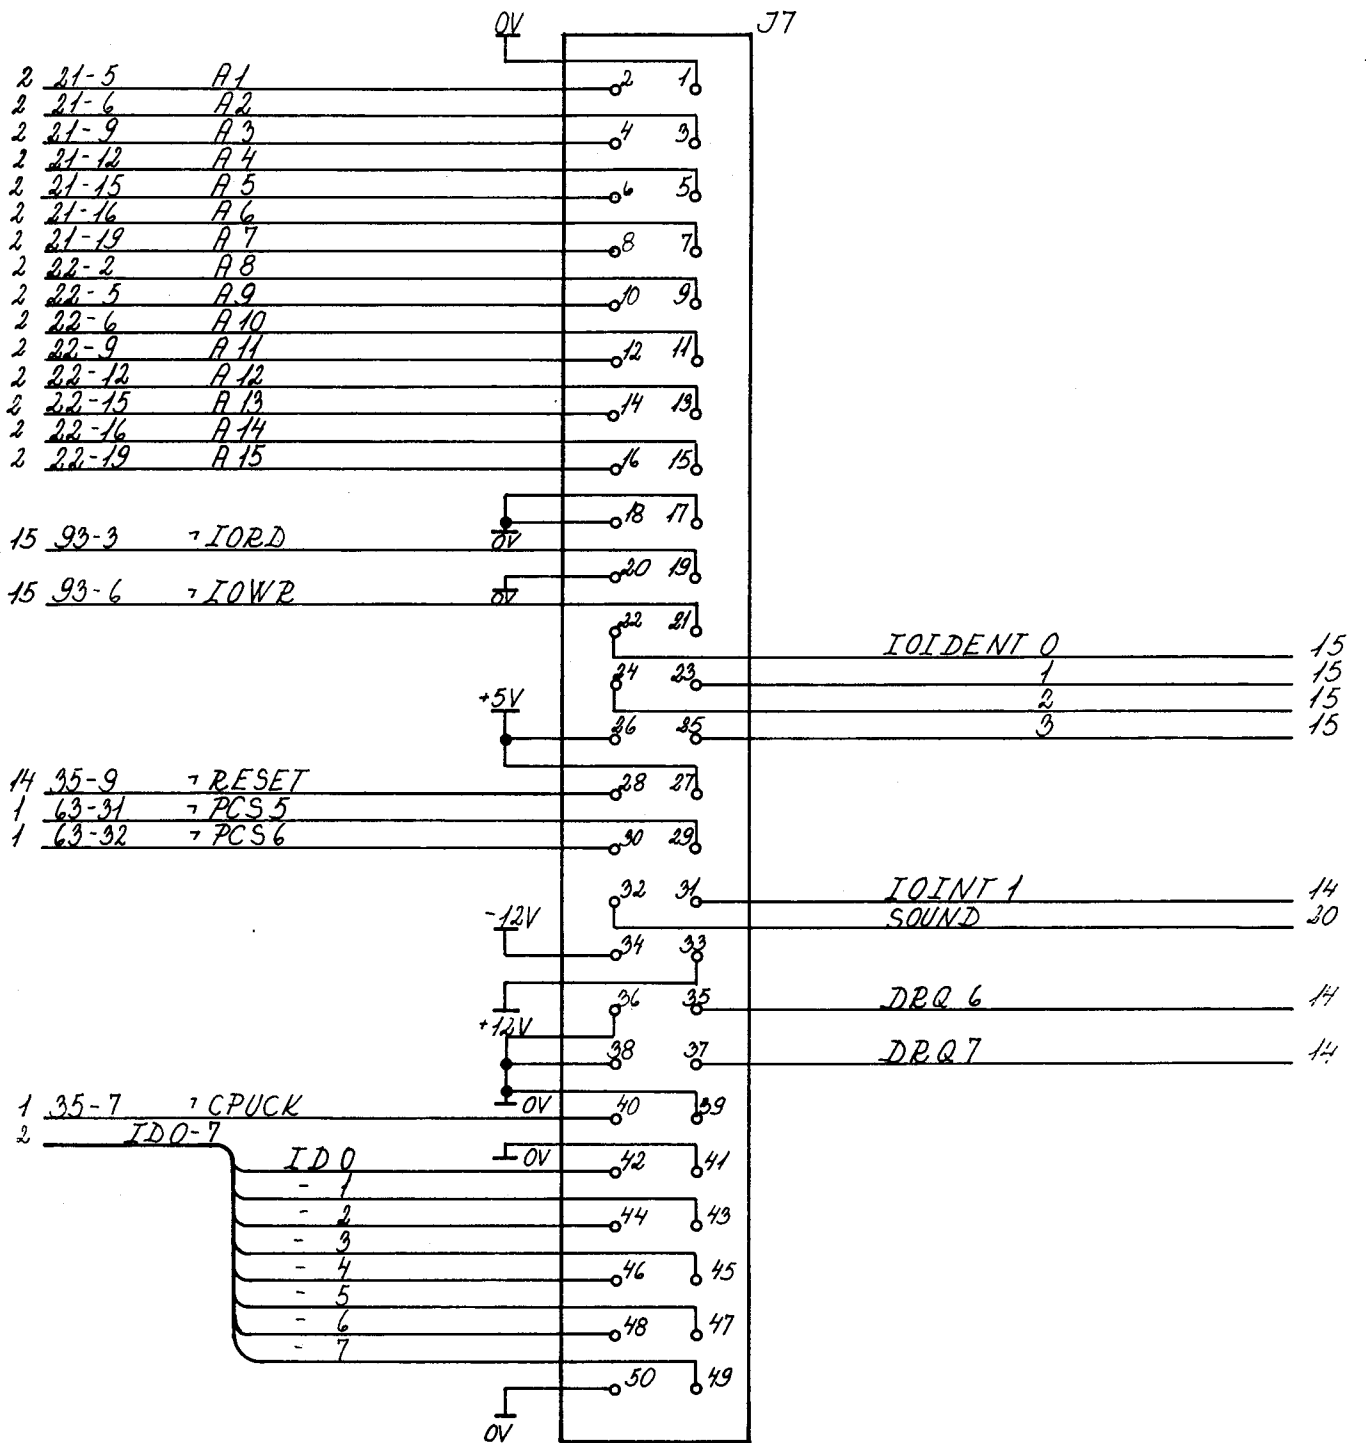 0V J7
2 21-5 A1 2 1
2 21-6 A2
2 21-9 A3 4 3
2 21-12 A4
2 21-15 A5 6 5
2 21-16 A6
2 21-19 A7 8 7
2 22-2 A8
2 22-5 A9 10 9
2 22-6 A10
2 22-9 A11 12 11
2 22-12 A12
2 22-15 A13 14 13
2 22-16 A14
2 22-19 A15 16 15
18 17
15 93-3 ¬IORD 0V
20 19
15 93-6 ¬IOWR 0V
22 21
IOIDENT 0 15
24 23 1 15
+5V 2 15
26 25 3 15
14 35-9 ¬RESET 28 27
1 63-31 ¬PCS5
1 63-32 ¬PCS6 30 29
32 31 IOINT 1 14
-12V SOUND 20
34 33
36 35 DRQ 6 14
+12V
38 37 DRQ7 14
1 35-7 ¬CPUCK 0V 40 39
2 ID0-7
ID 0 0V 42 41
- 1
- 2 44 43
- 3
- 4 46 45
- 5
- 6 48 47
- 7
50 49
0V